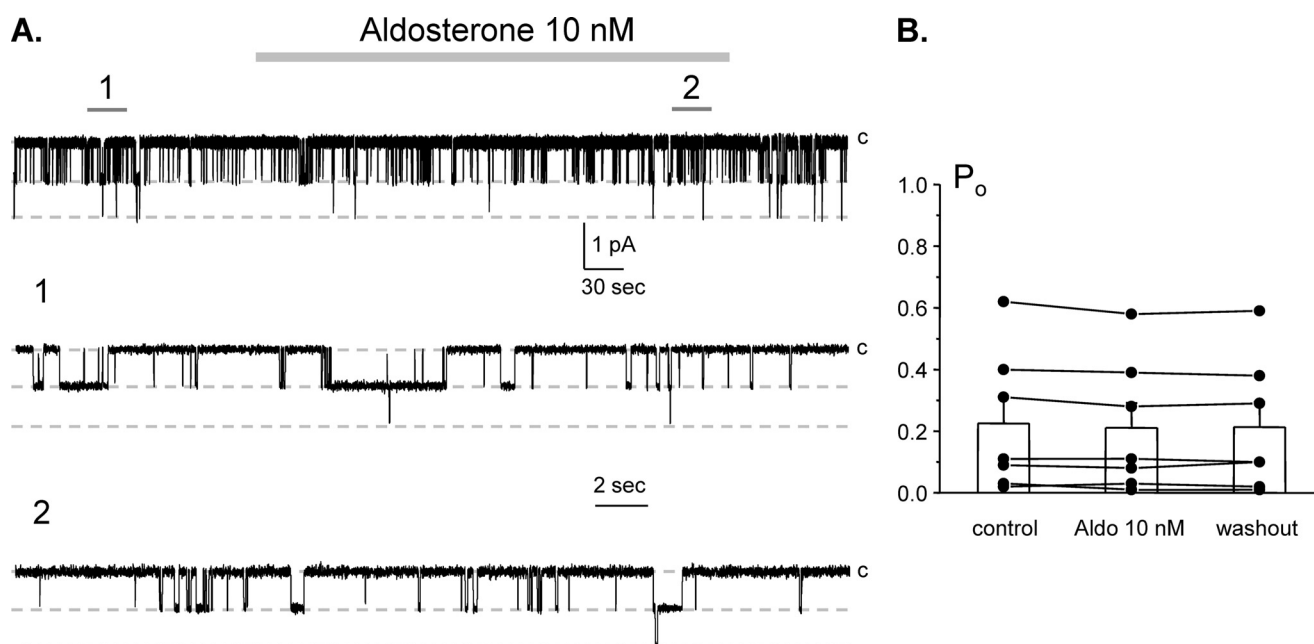 A.
Aldosterone 10 nM
1
2
c
1 pA
30 sec
1
c
2 sec
2
c
B.
Po
1.0
0.8
0.6
0.4
0.2
0.0
control
Aldo 10 nM
washout